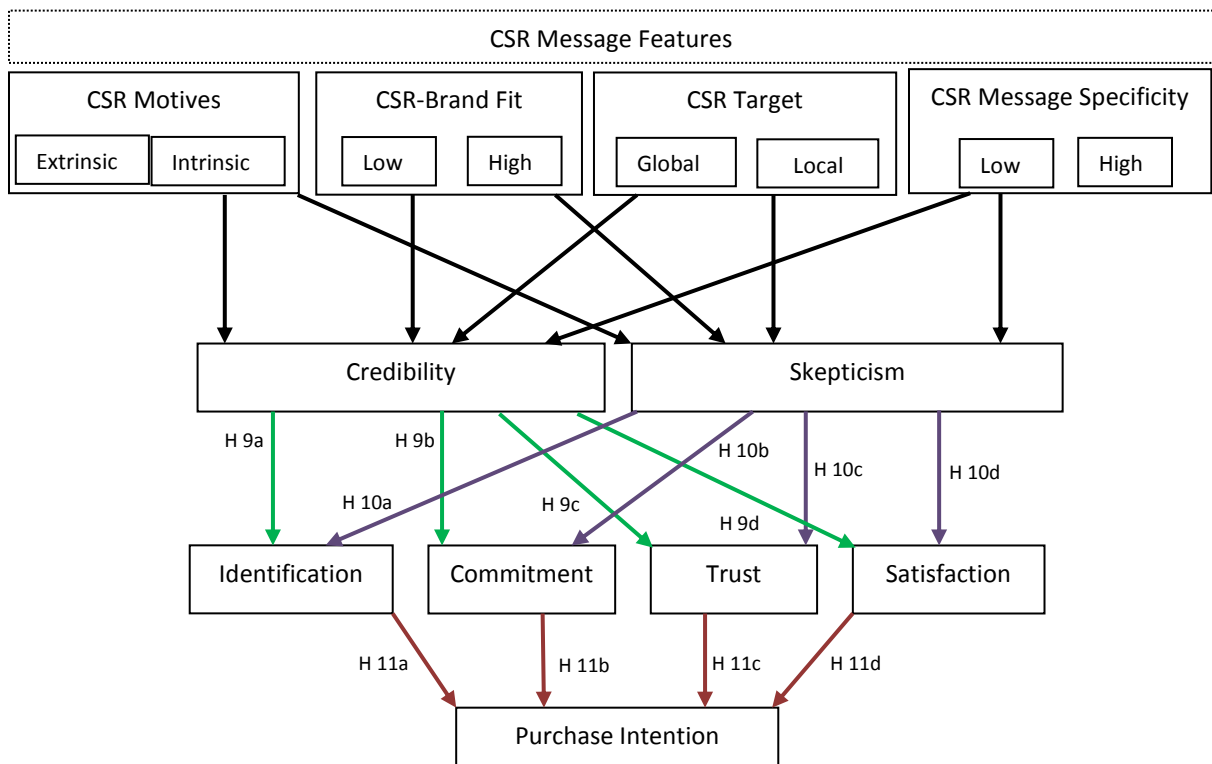 CSR Message Features
CSR Motives
Extrinsic
Intrinsic
CSR-Brand Fit
Low
High
CSR Target
Global
Local
CSR Message Specificity
Low
High
Credibility
Skepticism
H 9a
H 9b
H 10a
H 9c
H 10b
H 9d
H 10c
H 10d
Identification
Commitment
Trust
Satisfaction
H 11a
H 11b
H 11c
H 11d
Purchase Intention